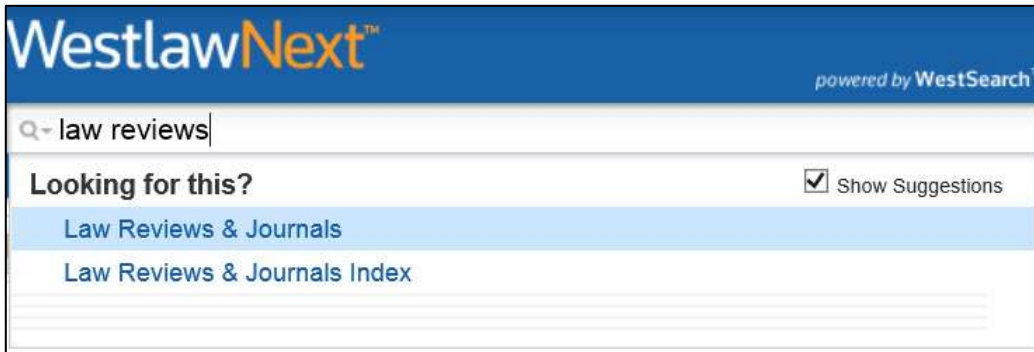 WestlawNext™
powered by WestSearch
law reviews
Looking for this?
Show Suggestions
Law Reviews & Journals
Law Reviews & Journals Index